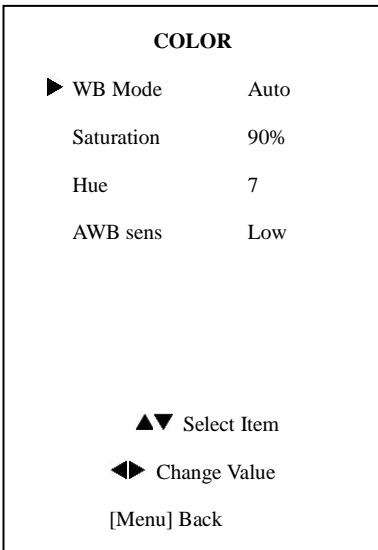 COLOR
▶ WB Mode Auto
Saturation 90%
Hue 7
AWB sens Low
▲▼ Select Item
◀▶ Change Value
[Menu] Back